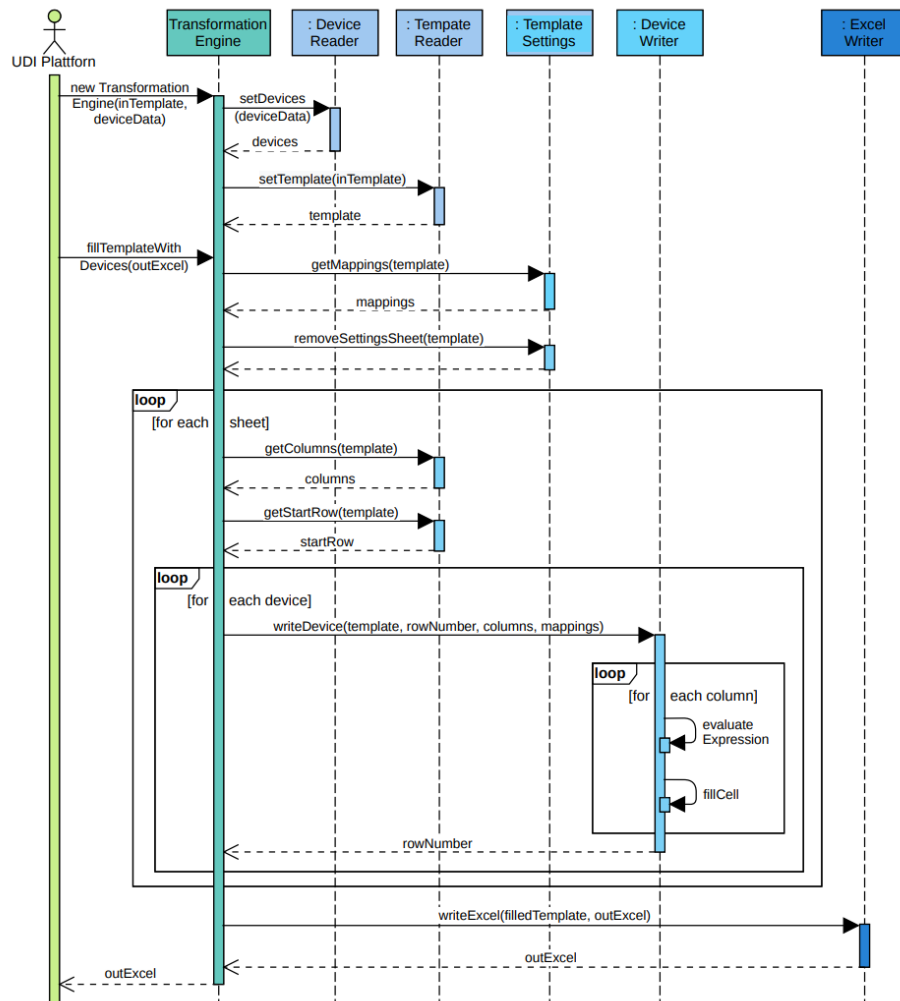 UDI Plattforn
Transformation
Engine
: Device
Reader
: Tempate
Reader
: Template
Settings
: Device
Writer
: Excel
Writer
new Transformation
Engine(inTemplate,
deviceData)
setDevices
(deviceData)
devices
setTemplate(inTemplate)
template
fillTemplateWith
Devices(outExcel)
getMappings(template)
mappings
removeSettingsSheet(template)
loop
[for each sheet]
getColumns(template)
columns
getStartRow(template)
startRow
loop
[for each device]
writeDevice(template, rowNumber, columns, mappings)
loop
[for each column]
evaluate
Expression
fillCell
rowNumber
writeExcel(filledTemplate, outExcel)
outExcel
outExcel